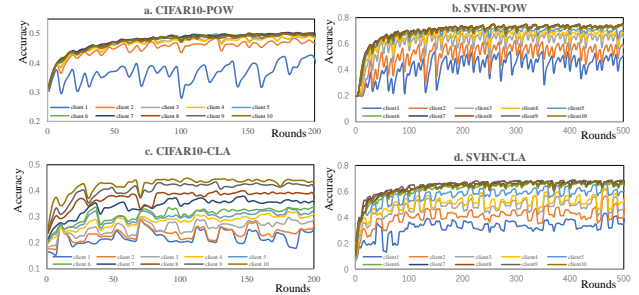 a. CIFAR10-POW
Accuracy
0.5
0.4
0.3
0.2
client 1 client 2 client 3 client 4 client 5
client 6 client 7 client 8 client 9 client 10
0 50 100 150 200
Rounds
b. SVHN-POW
Accuracy
0.8
0.6
0.4
0.2
0
client1 client2 client3 client4 client5
client6 client7 client8 client9 client10
0 100 200 300 400 500
Rounds
c. CIFAR10-CLA
Accuracy
0.5
0.4
0.3
0.2
0.1
client 1 client 2 client 3 client 4 client 5
client 6 client 7 client 8 client 9 client 10
0 50 100 150 200
Rounds
d. SVHN-CLA
Accuracy
0.8
0.6
0.4
0.2
0
client1 client2 client3 client4 client5
client6 client7 client8 client9 client10
0 100 200 300 400 500
Rounds